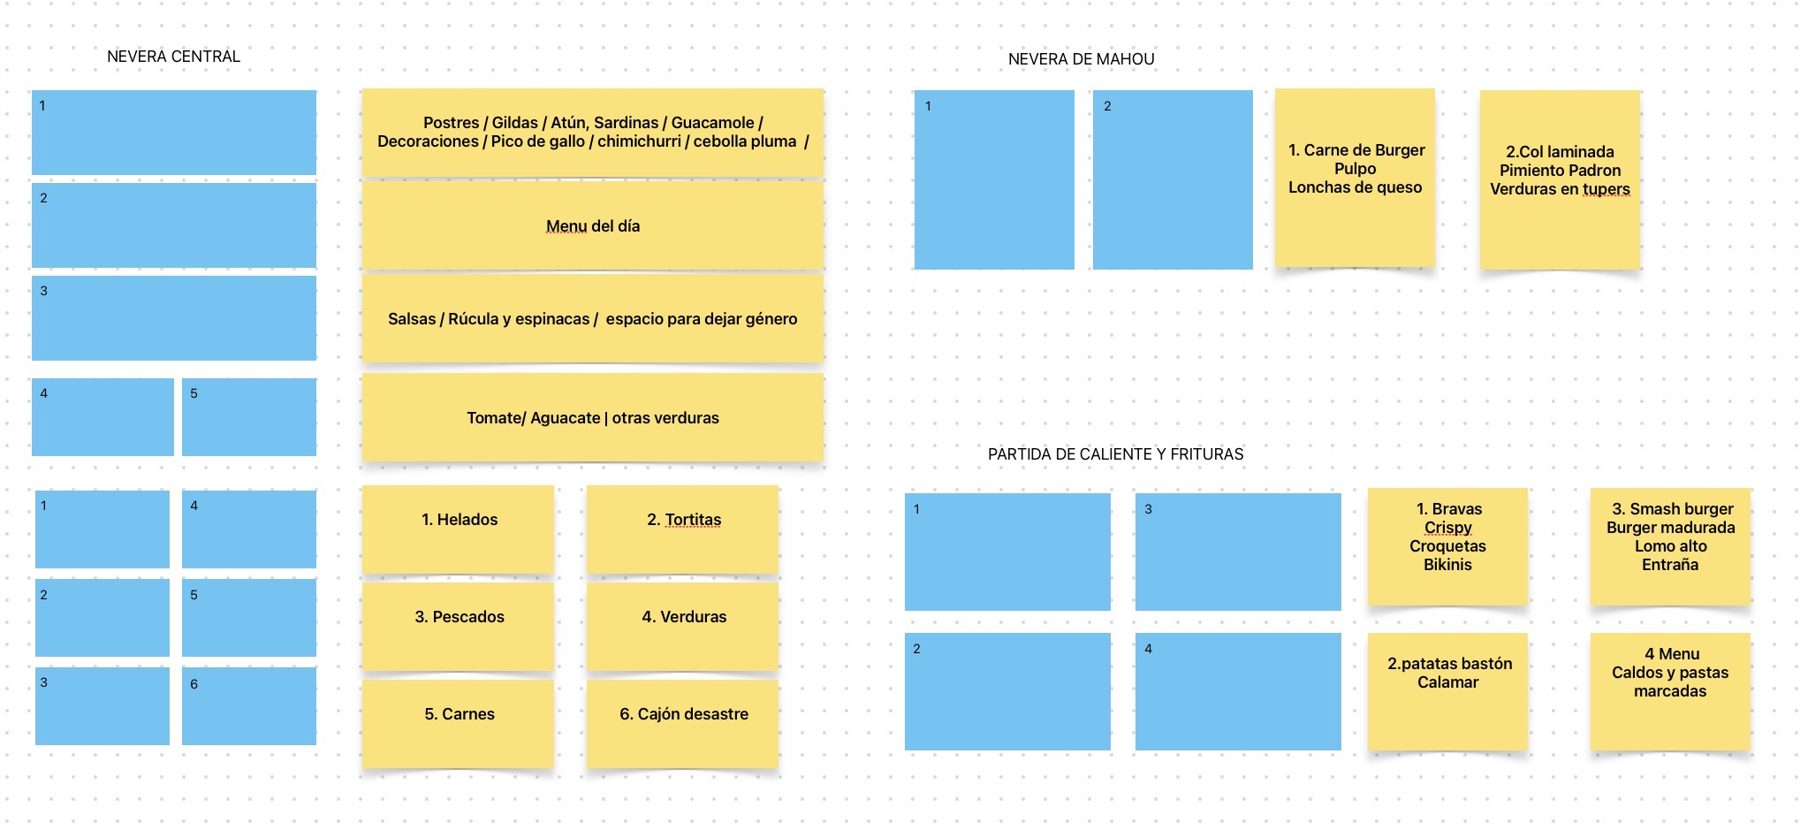 NEVERA CENTRAL
1
2
3
4
5
Postres / Gildas / Atún, Sardinas / Guacamole /
Decoraciones / Pico de gallo / chimichurri / cebolla pluma /
Menu del día
Salsas / Rúcula y espinacas / espacio para dejar género
Tomate/ Aguacate | otras verduras
1
4
2
5
3
6
1. Helados
2. Tortitas
3. Pescados
4. Verduras
5. Carnes
6. Cajón desastre
NEVERA DE MAHOU
1
2
1. Carne de Burger
Pulpo
Lonchas de queso
2.Col laminada
Pimiento Padron
Verduras en tupers
PARTIDA DE CALIENTE Y FRITURAS
1
3
2
4
1. Bravas
Crispy
Croquetas
Bikinis
3. Smash burger
Burger madurada
Lomo alto
Entraña
2.patatas bastón
Calamar
4 Menu
Caldos y pastas
marcadas